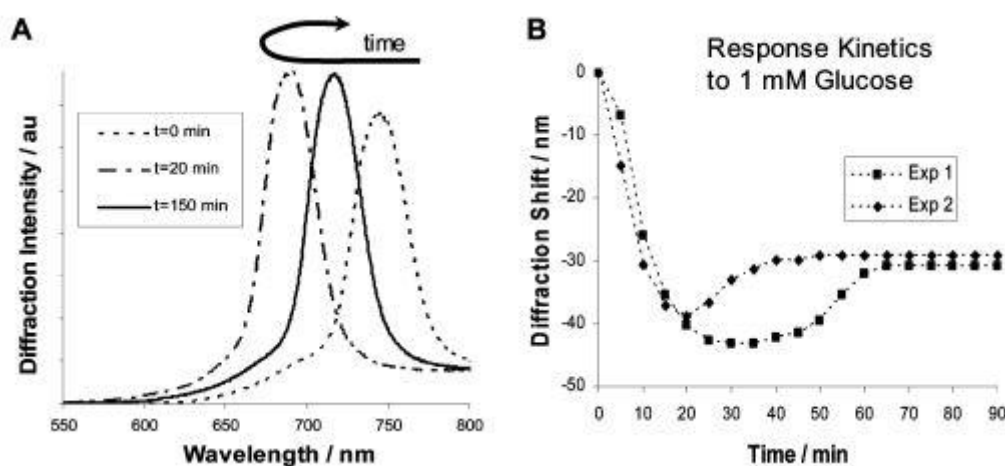 A
time
Diffraction Intensity / au
t=0 min
t=20 min
t=150 min
550 600 650 700 750 800
Wavelength / nm
B
Response Kinetics
to 1 mM Glucose
Diffraction Shift / nm
0
-10
-20
-30
-40
-50
Exp 1
Exp 2
0 10 20 30 40 50 60 70 80 90
Time / min